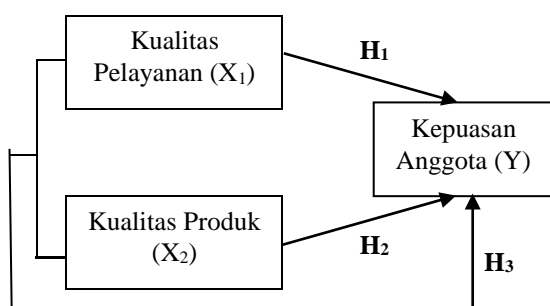 Kualitas
Pelayanan (X₁)
H₁
Kepuasan
Anggota (Y)
Kualitas Produk
(X₂)
H₂
H₃